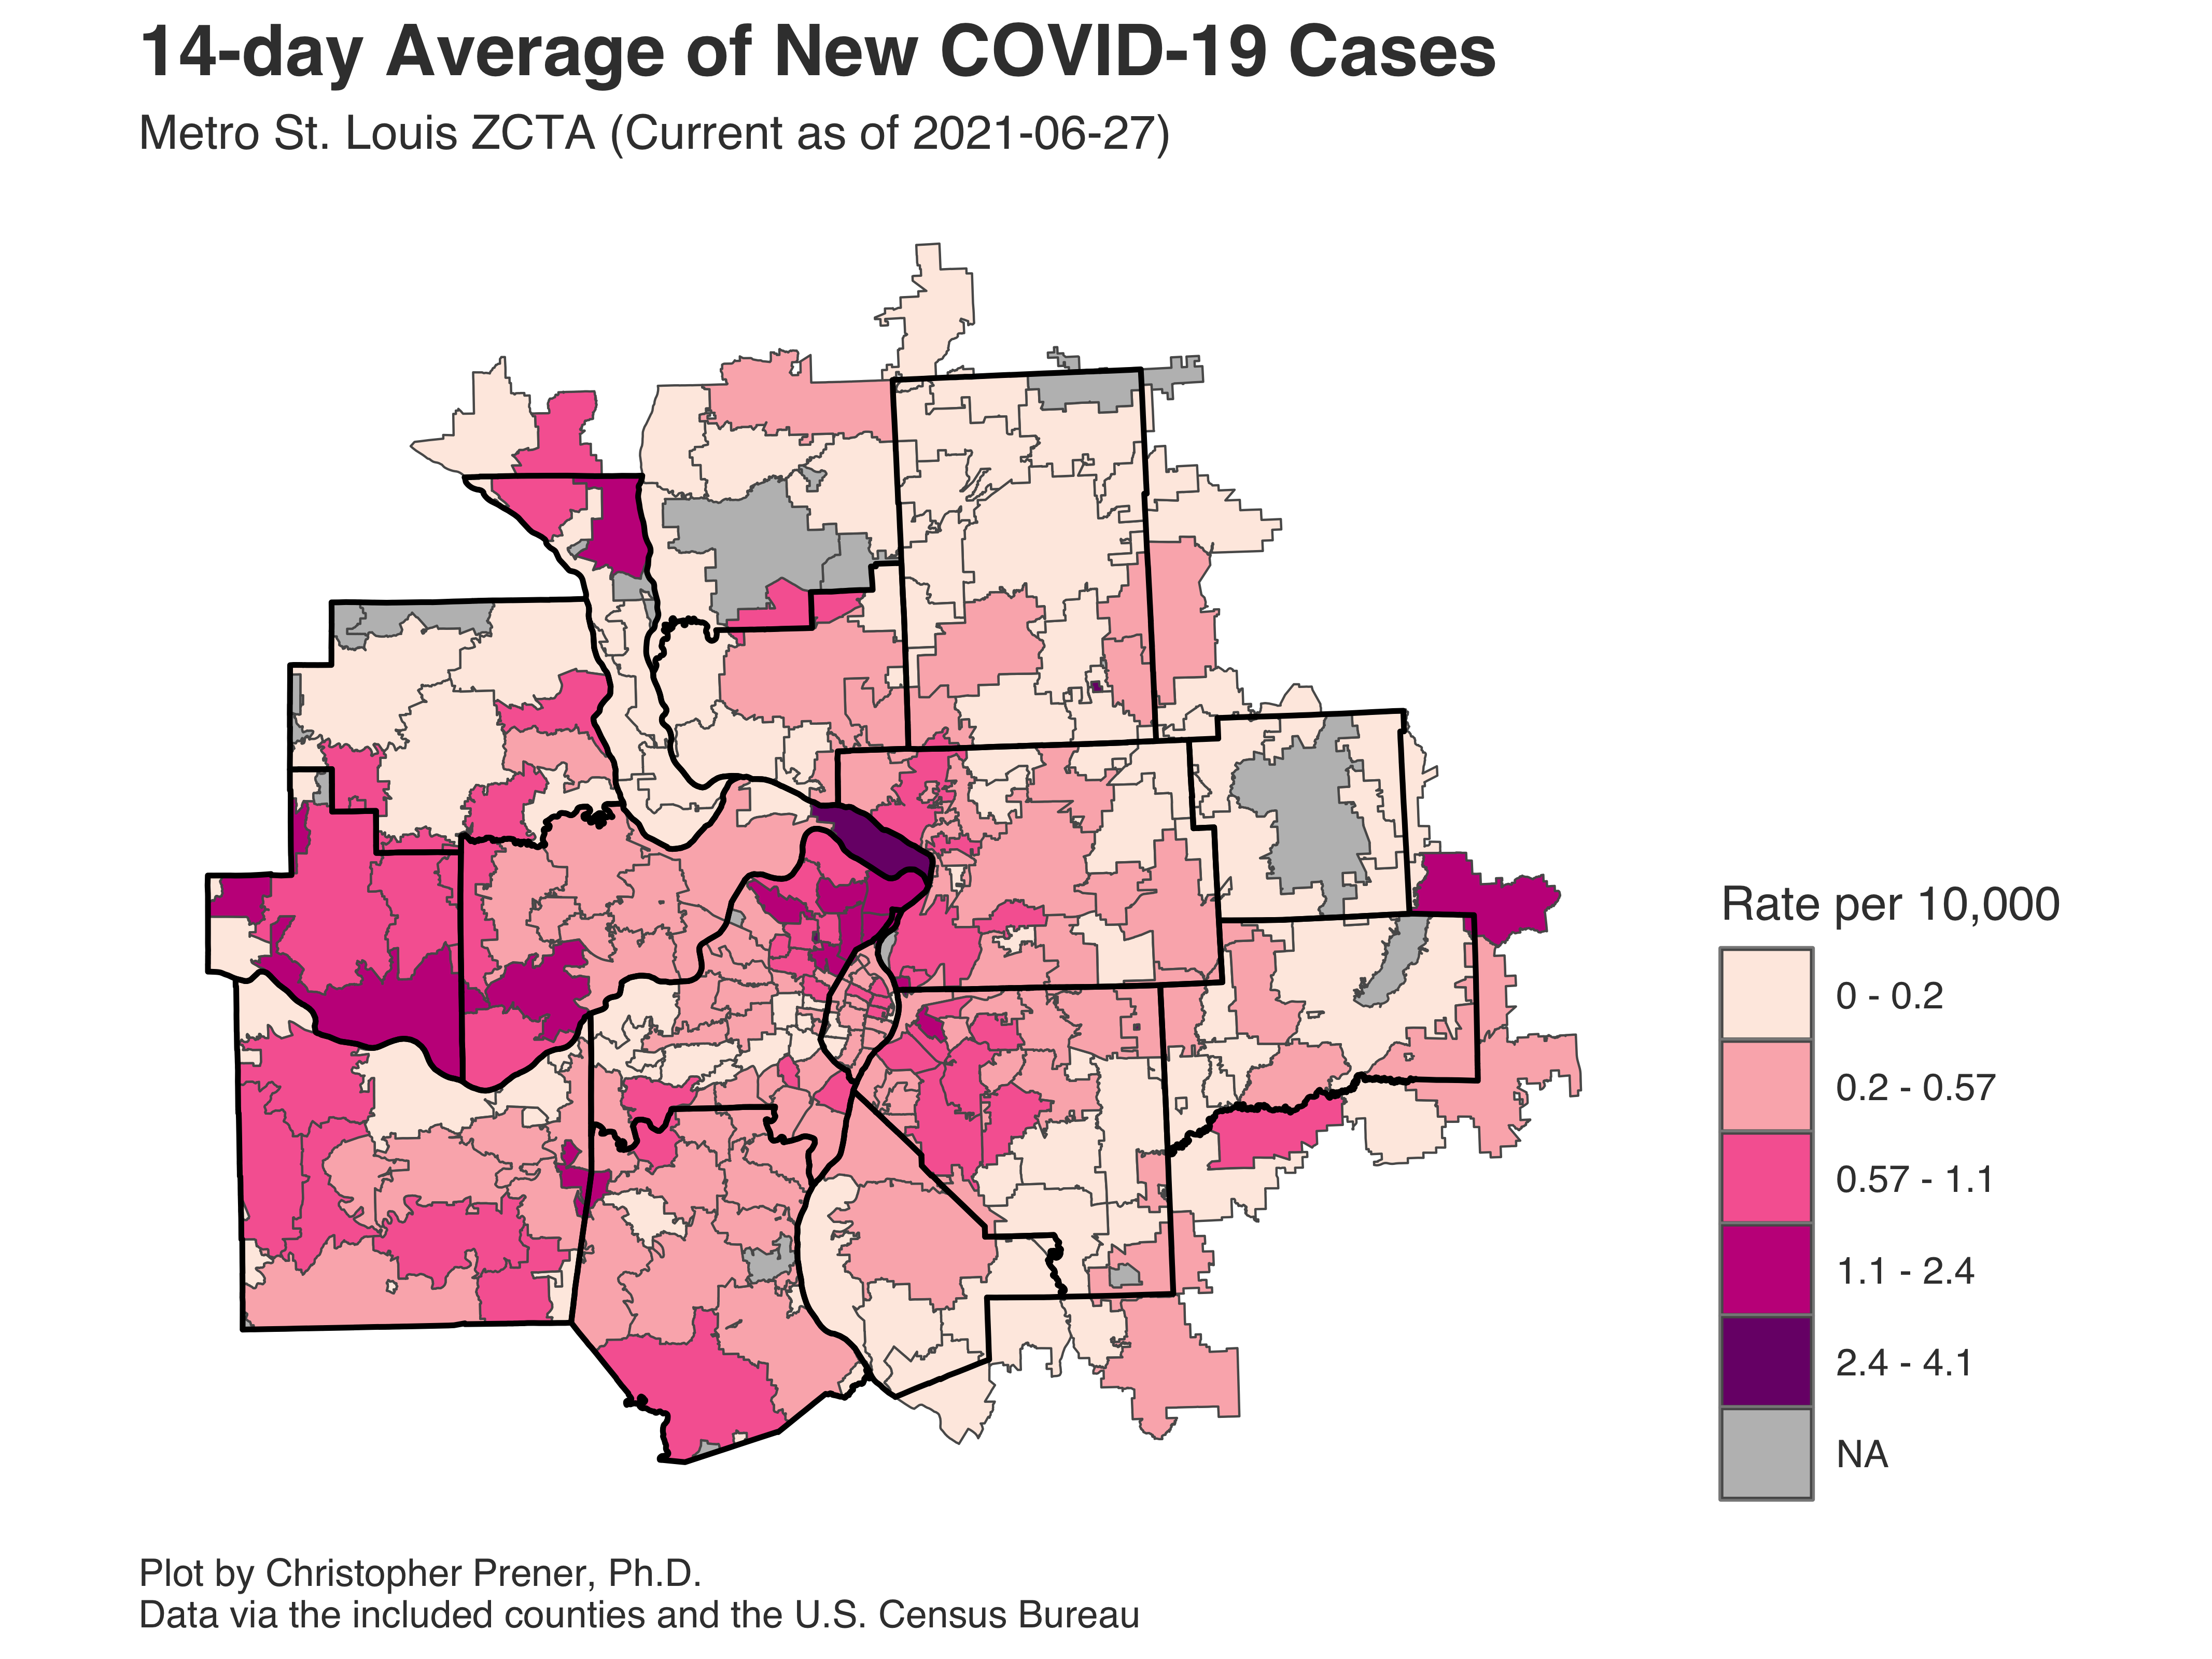 14-day Average of New COVID-19 Cases
Metro St. Louis ZCTA (Current as of 2021-06-27)
Rate per 10,000
0 - 0.2
0.2 - 0.57
0.57 - 1.1
1.1 - 2.4
2.4 - 4.1
NA
Plot by Christopher Prener, Ph.D.
Data via the included counties and the U.S. Census Bureau